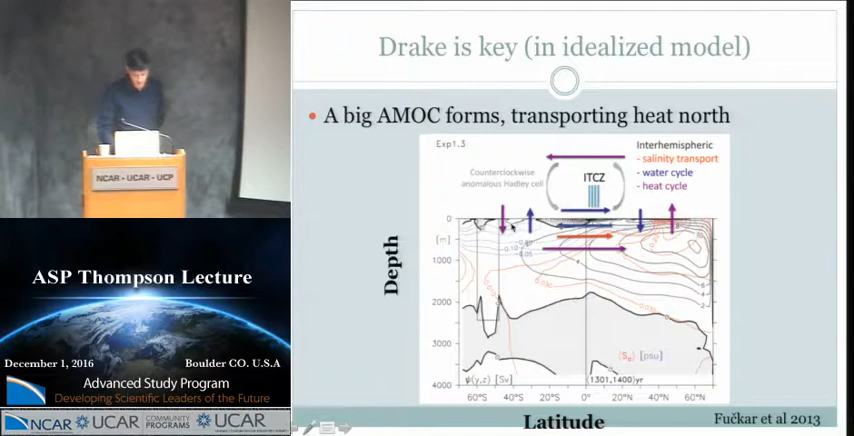 NCAR - UCAR - UCP
ASP Thompson Lecture
December 1, 2016
Boulder CO. U.S.A
Advanced Study Program
Developing Scientific Leaders of the Future
NCAR
UCAR
COMMUNITY
PROGRAMS
UCAR
Drake is key (in idealized model)
• A big AMOC forms, transporting heat north
Exp1.3
Interhemispheric
- salinity transport
- water cycle
- heat cycle
Counterclockwise
anomalous Hadley cell
ITCZ
Depth
0
[m]
1000
2000
3000
4000
ψ(y,z) [Sv]
(1301,1400)yr
[psu]
60°S
40°S
20°S
0°
20°N
40°N
60°N
Latitude
Fučkar et al 2013